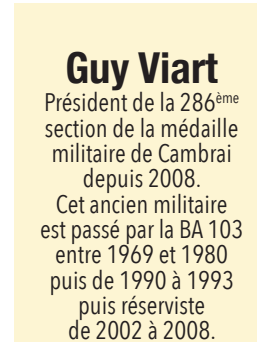 Guy Viart
Président de la 286ème
section de la médaille
militaire de Cambrai
depuis 2008.
Cet ancien militaire
est passé par la BA 103
entre 1969 et 1980
puis de 1990 à 1993
puis réserviste
de 2002 à 2008.